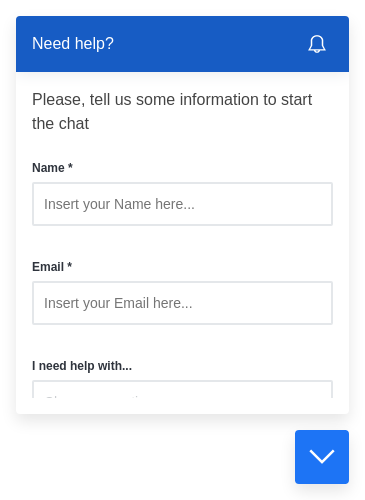 Need help?
Please, tell us some information to start
the chat
Name *
Insert your Name here...
Email *
Insert your Email here...
I need help with...